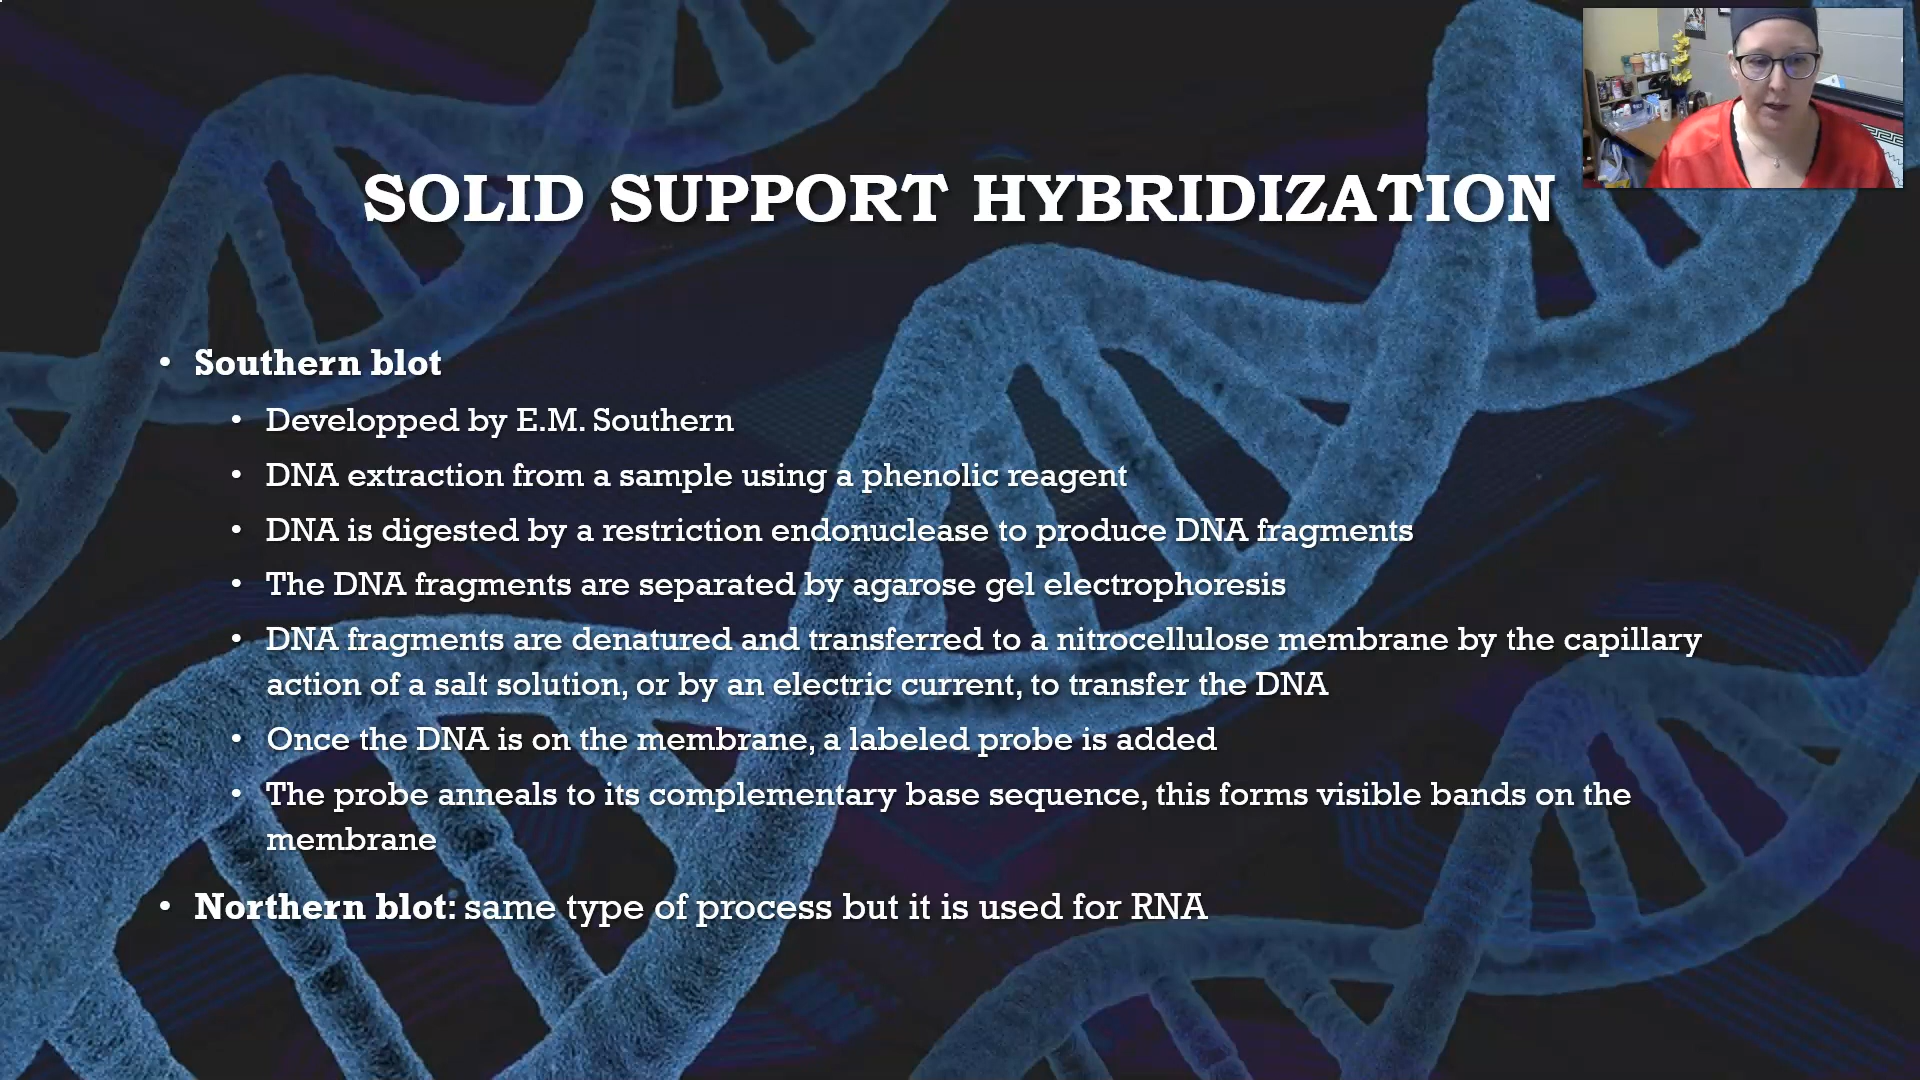 SOLID SUPPORT HYBRIDIZATION
• Southern blot
• Developped by E.M. Southern
• DNA extraction from a sample using a phenolic reagent
• DNA is digested by a restriction endonuclease to produce DNA fragments
• The DNA fragments are separated by agarose gel electrophoresis
• DNA fragments are denatured and transferred to a nitrocellulose membrane by the capillary
action of a salt solution, or by an electric current, to transfer the DNA
• Once the DNA is on the membrane, a labeled probe is added
• The probe anneals to its complementary base sequence, this forms visible bands on the
membrane
• Northern blot: same type of process but it is used for RNA